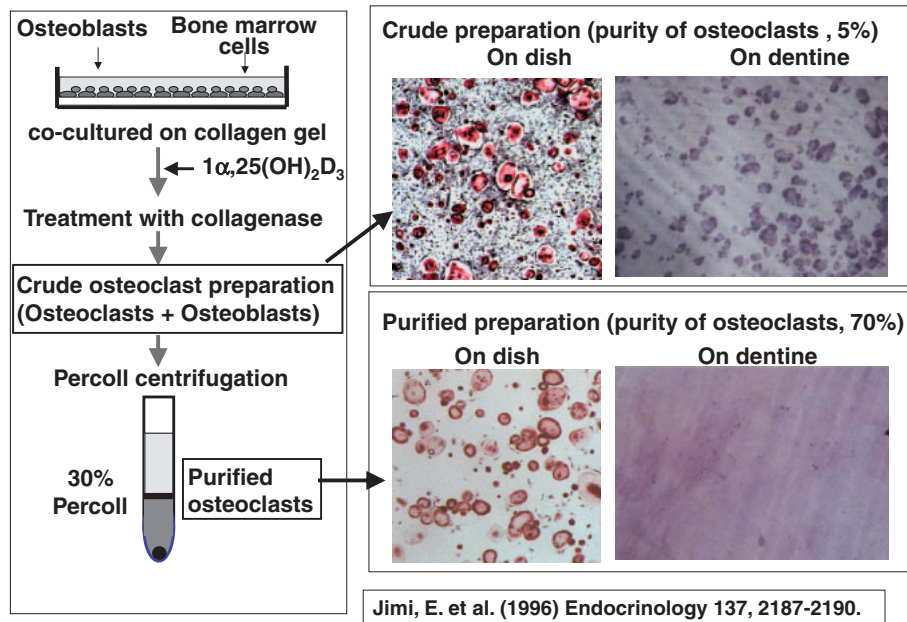 Osteoblasts
Bone marrow
cells
co-cultured on collagen gel
1α,25(OH)₂D₃
Treatment with collagenase
Crude osteoclast preparation
(Osteoclasts + Osteoblasts)
Percoll centrifugation
30%
Percoll
Purified
osteoclasts
Crude preparation (purity of osteoclasts , 5%)
On dish
On dentine
Purified preparation (purity of osteoclasts, 70%)
On dish
On dentine
Jimi, E. et al. (1996) Endocrinology 137, 2187-2190.